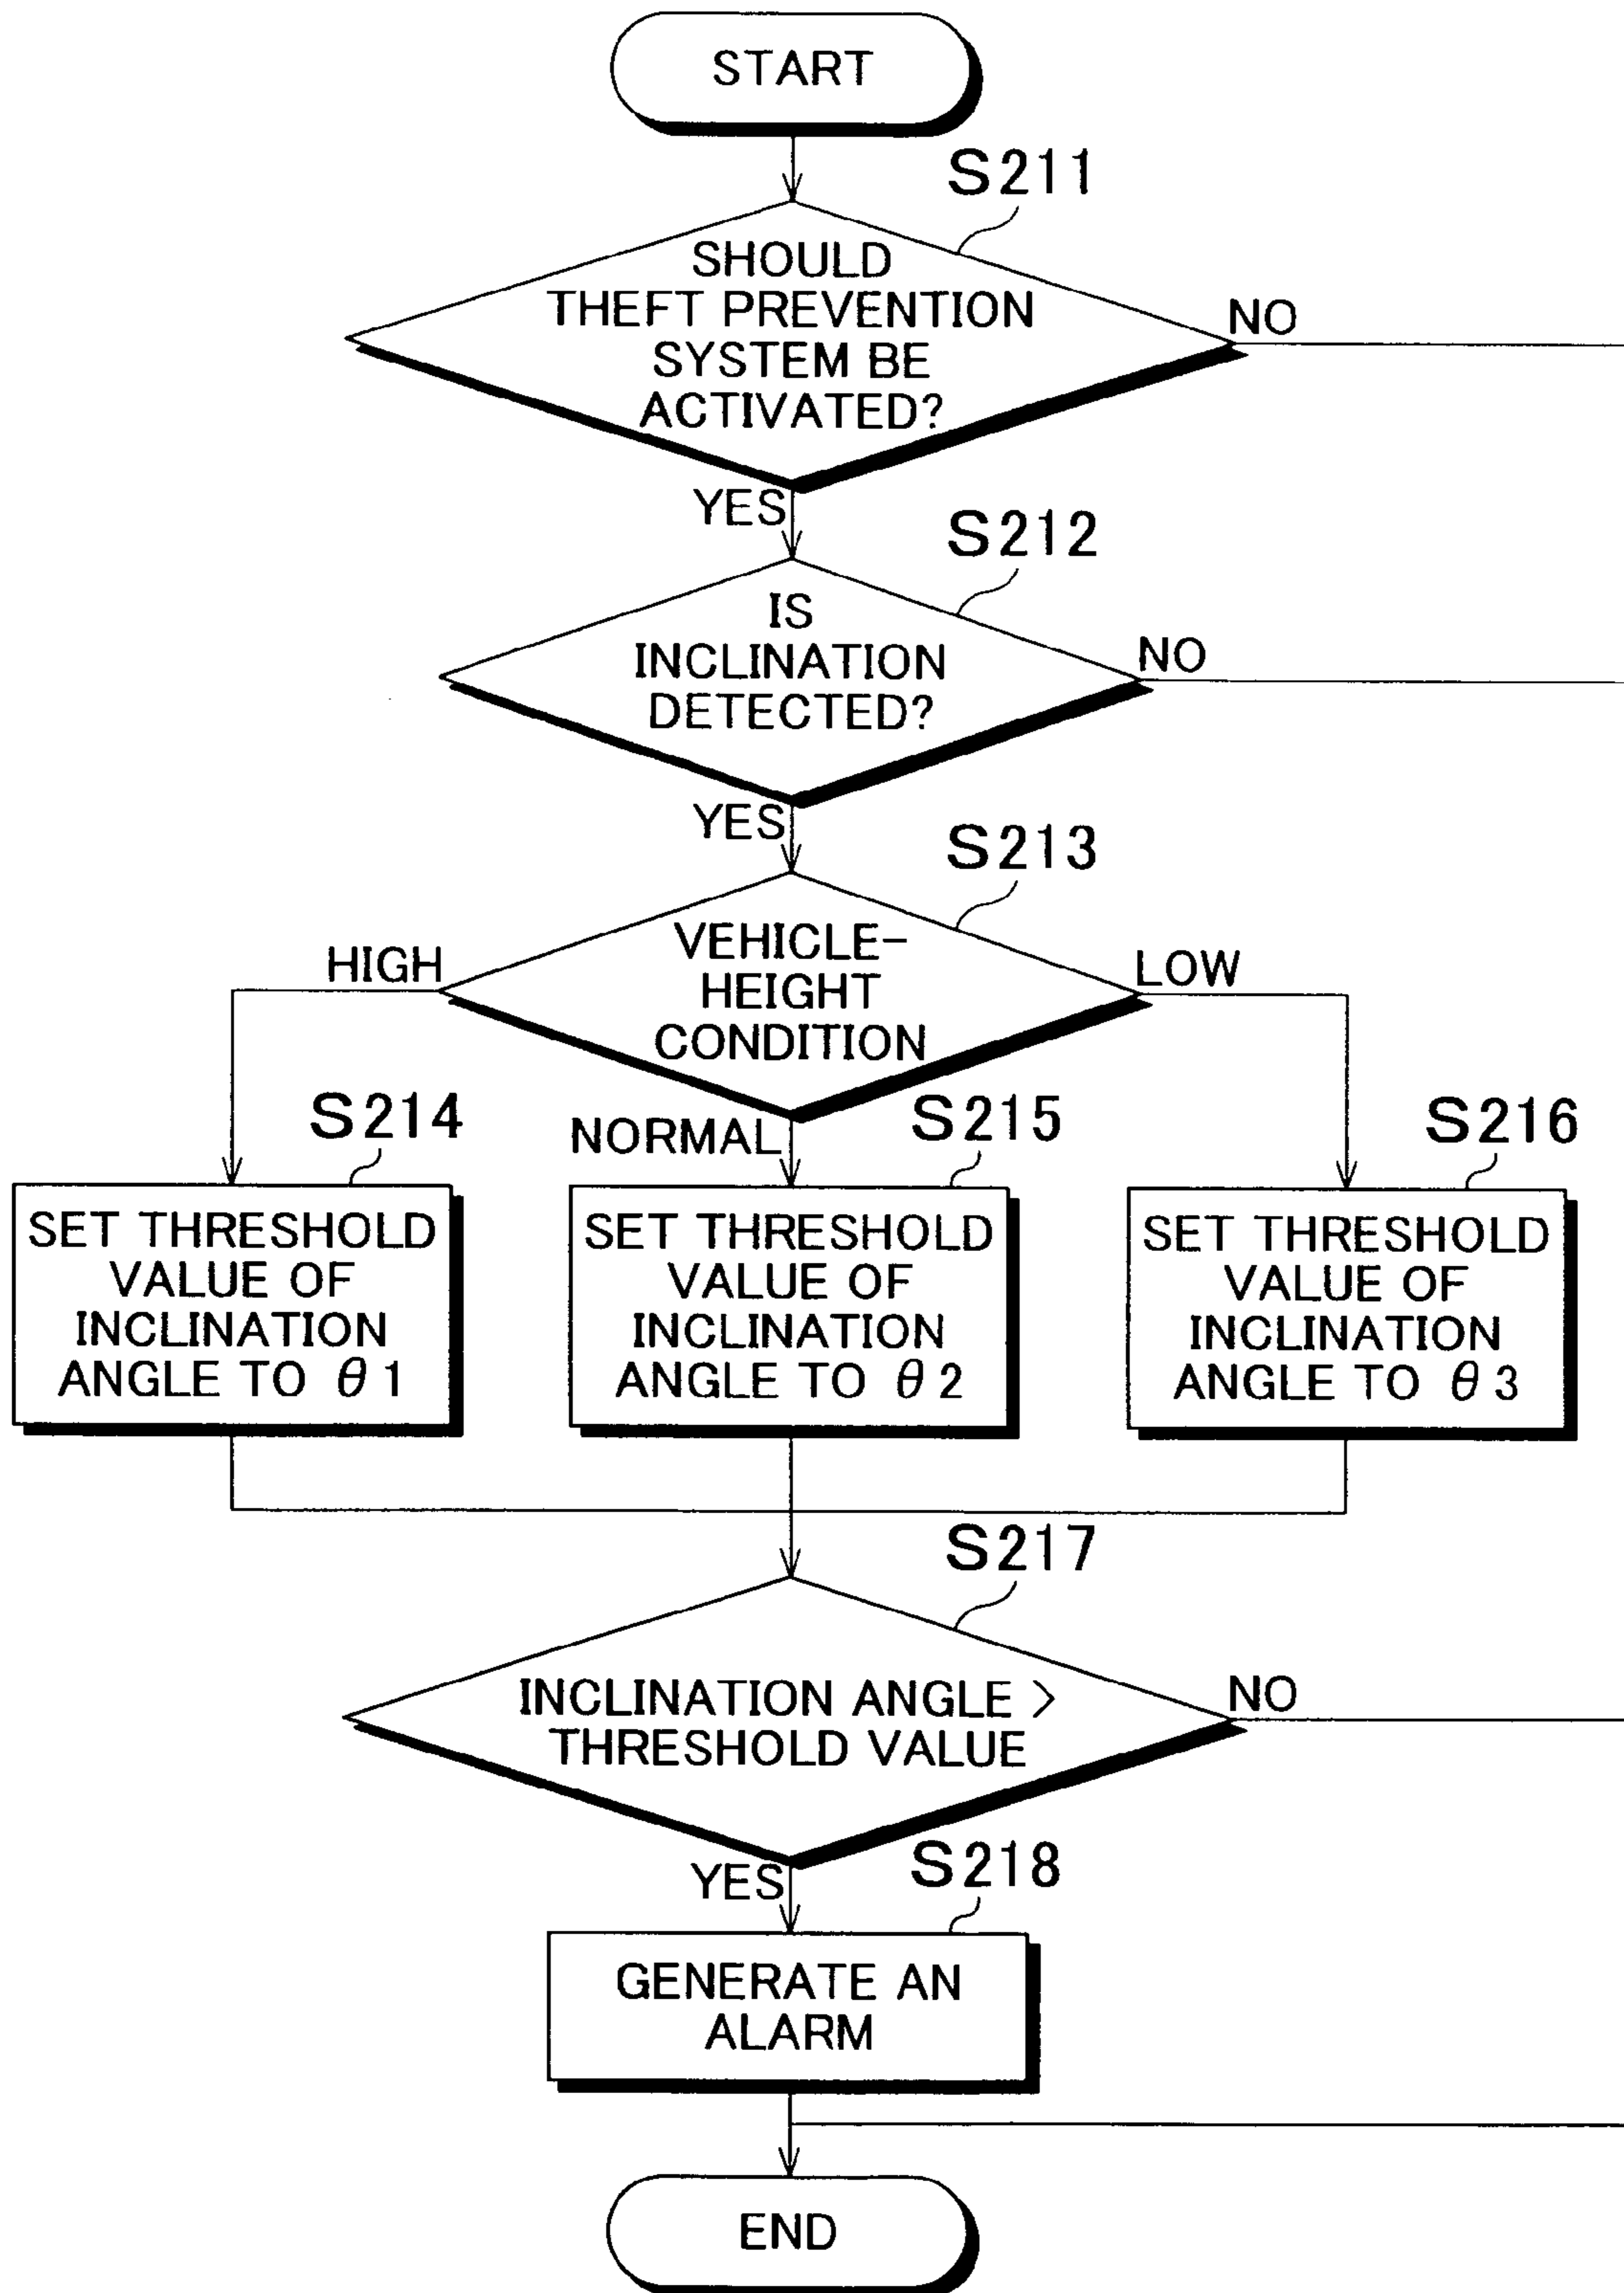 START
S211
SHOULD
THEFT PREVENTION
SYSTEM BE
ACTIVATED?
NO
YES
S212
IS
INCLINATION
DETECTED?
NO
YES
S213
VEHICLE-
HEIGHT
CONDITION
HIGH
LOW
NORMAL
S214
SET THRESHOLD
VALUE OF
INCLINATION
ANGLE TO θ1
S215
SET THRESHOLD
VALUE OF
INCLINATION
ANGLE TO θ2
S216
SET THRESHOLD
VALUE OF
INCLINATION
ANGLE TO θ3
S217
INCLINATION ANGLE >
THRESHOLD VALUE
NO
YES
S218
GENERATE AN
ALARM
END